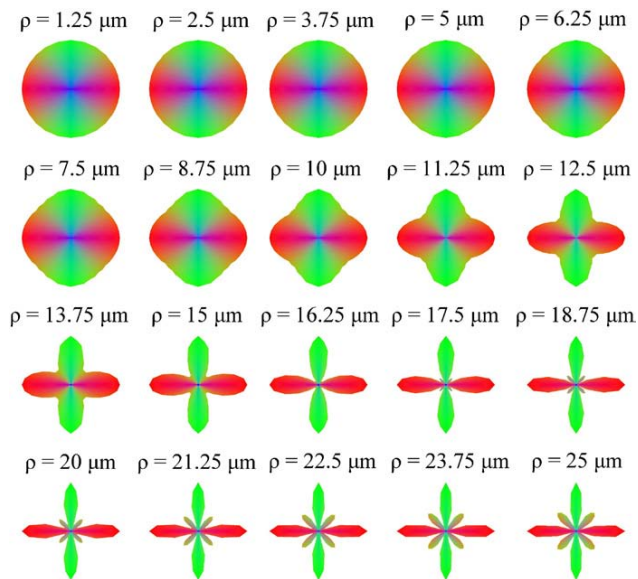 ρ = 1.25 μm ρ = 2.5 μm ρ = 3.75 μm ρ = 5 μm ρ = 6.25 μm
ρ = 7.5 μm ρ = 8.75 μm ρ = 10 μm ρ = 11.25 μm ρ = 12.5 μm
ρ = 13.75 μm ρ = 15 μm ρ = 16.25 μm ρ = 17.5 μm ρ = 18.75 μm
ρ = 20 μm ρ = 21.25 μm ρ = 22.5 μm ρ = 23.75 μm ρ = 25 μm